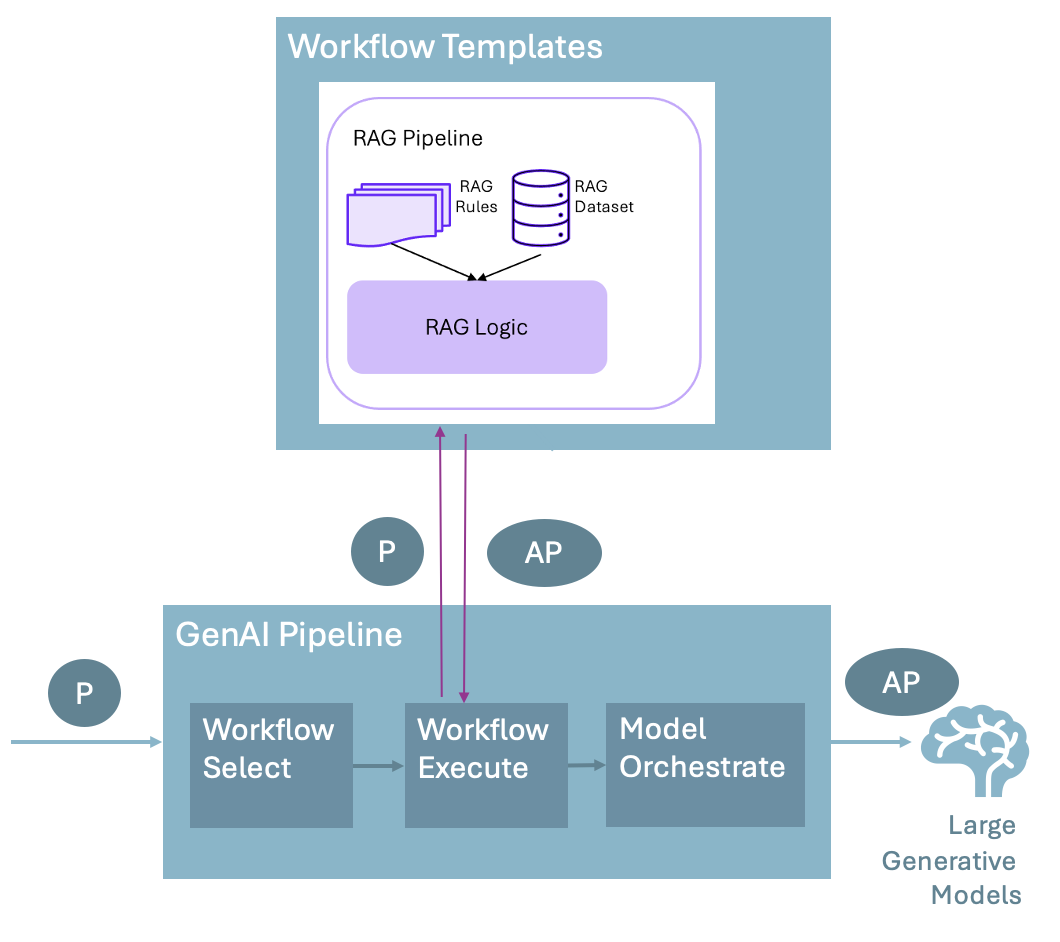 Workflow Templates
RAG Pipeline
RAG
Rules
RAG
Dataset
RAG Logic
P
AP
GenAI Pipeline
P
AP
Workflow
Select
Workflow
Execute
Model
Orchestrate
Large
Generative
Models